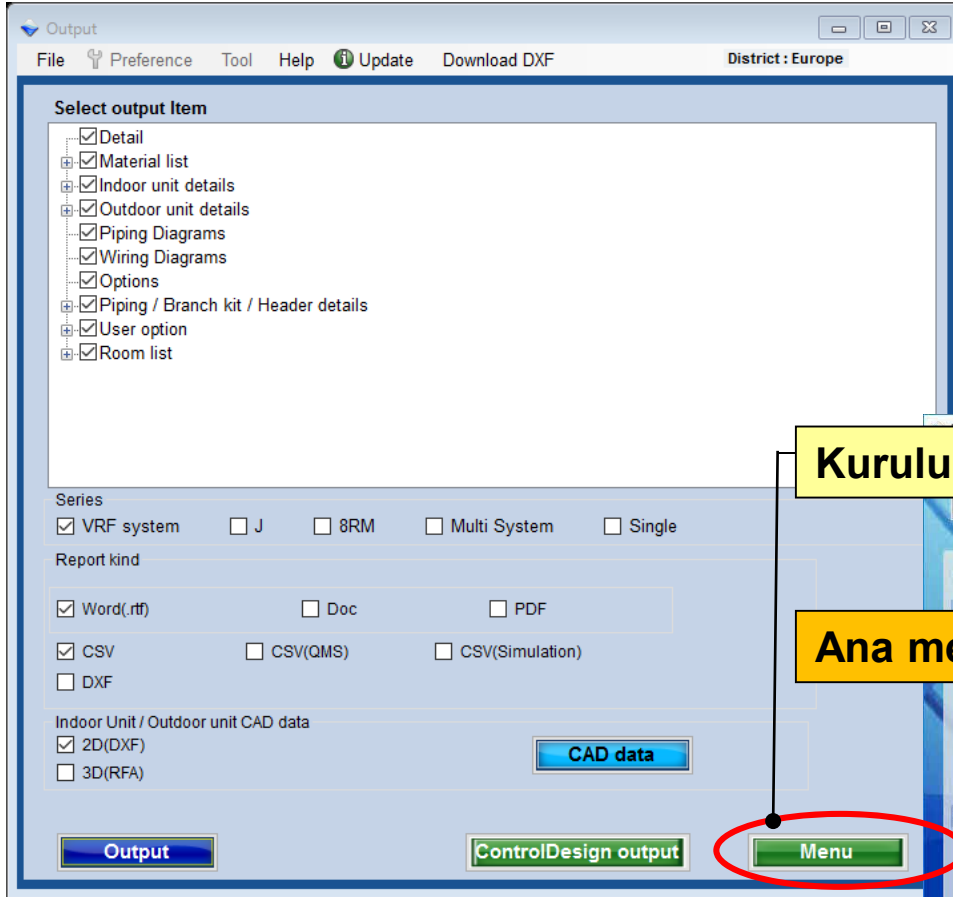 Output
File Preference Tool Help Update Download DXF District : Europe
Select output Item
Detail
Material list
Indoor unit details
Outdoor unit details
Piping Diagrams
Wiring Diagrams
Options
Piping / Branch kit / Header details
User option
Room list
Kurulu
Series
VRF system J 8RM Multi System Single
Report kind
Word(.rtf) Doc PDF
Ana me
CSV CSV(QMS) CSV(Simulation)
DXF
Indoor Unit / Outdoor unit CAD data
2D(DXF)
CAD data
3D(RFA)
Output ControlDesign output Menu